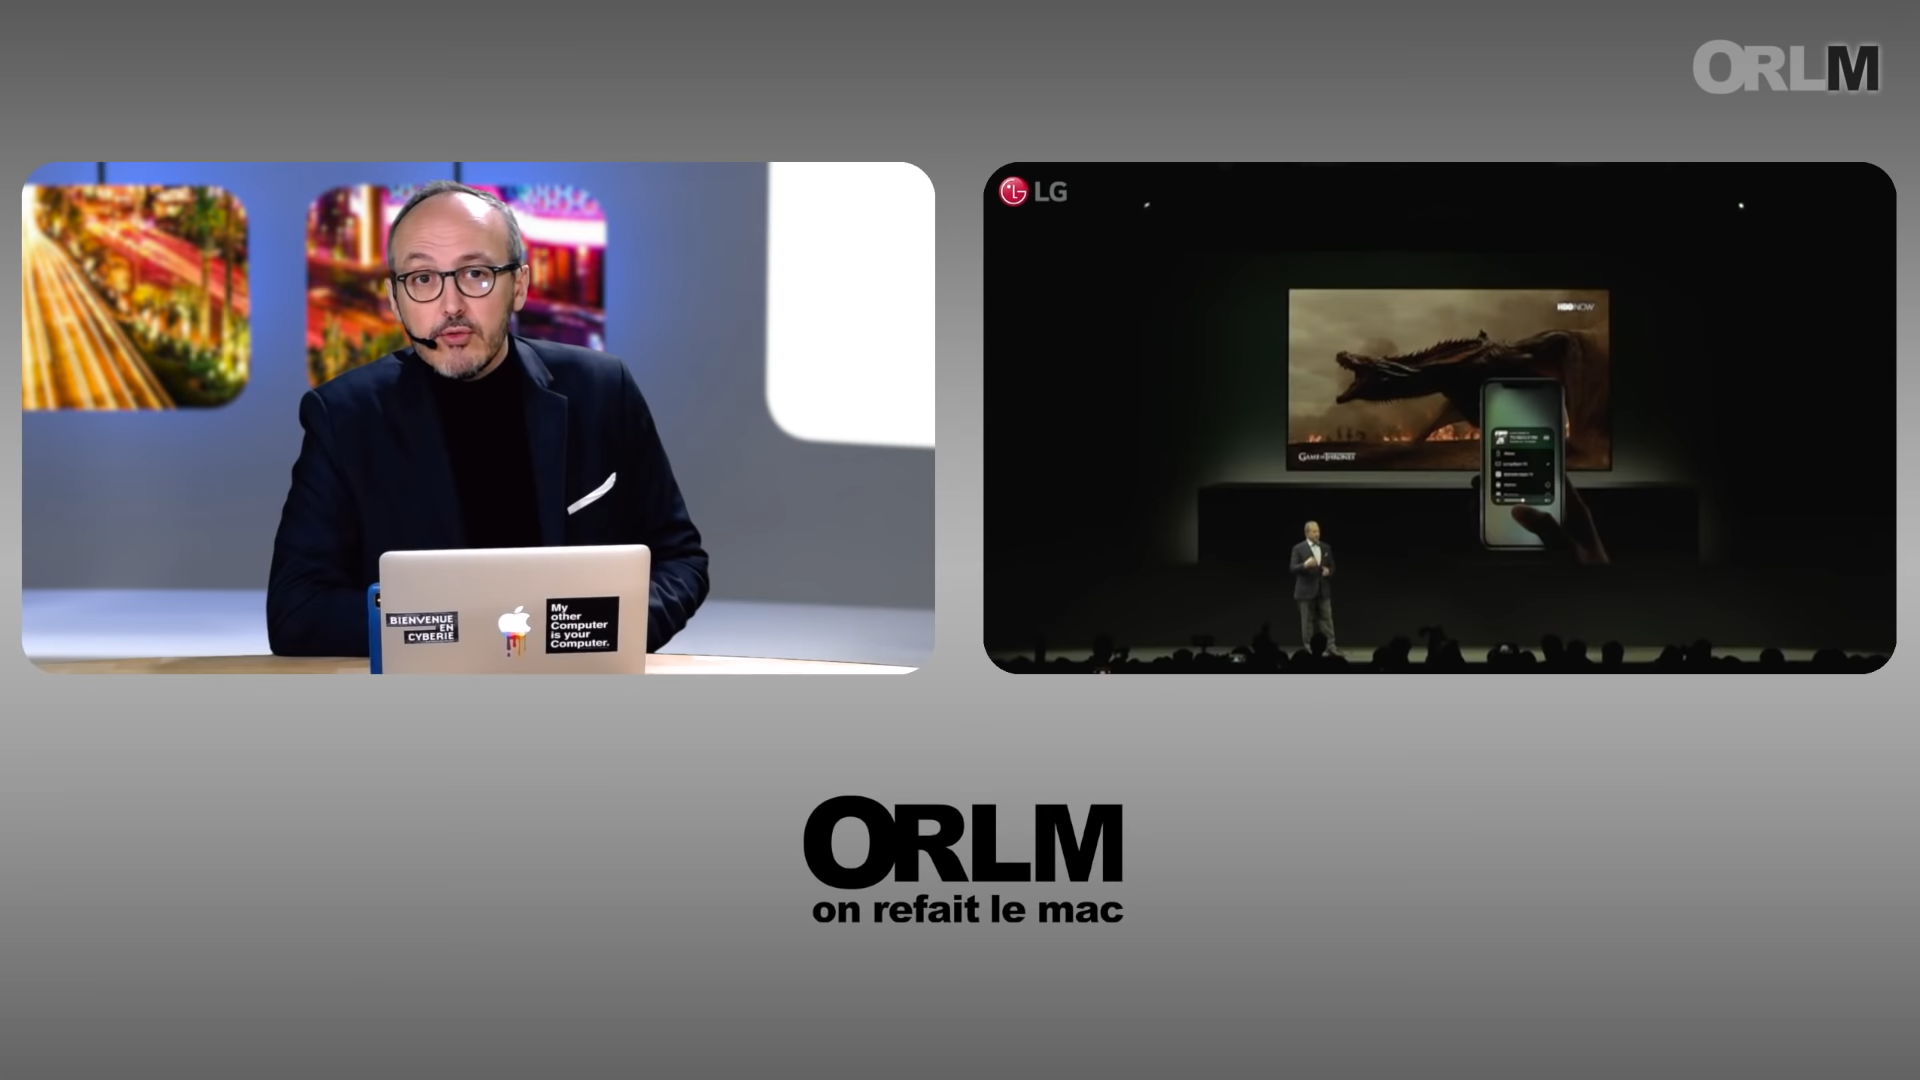 ORLM
LG
HBO NOW
GAME OF THRONES
BIENVENUE
EN
CYBERIE
My
other
Computer
is your
Computer.
ORLM
on refait le mac